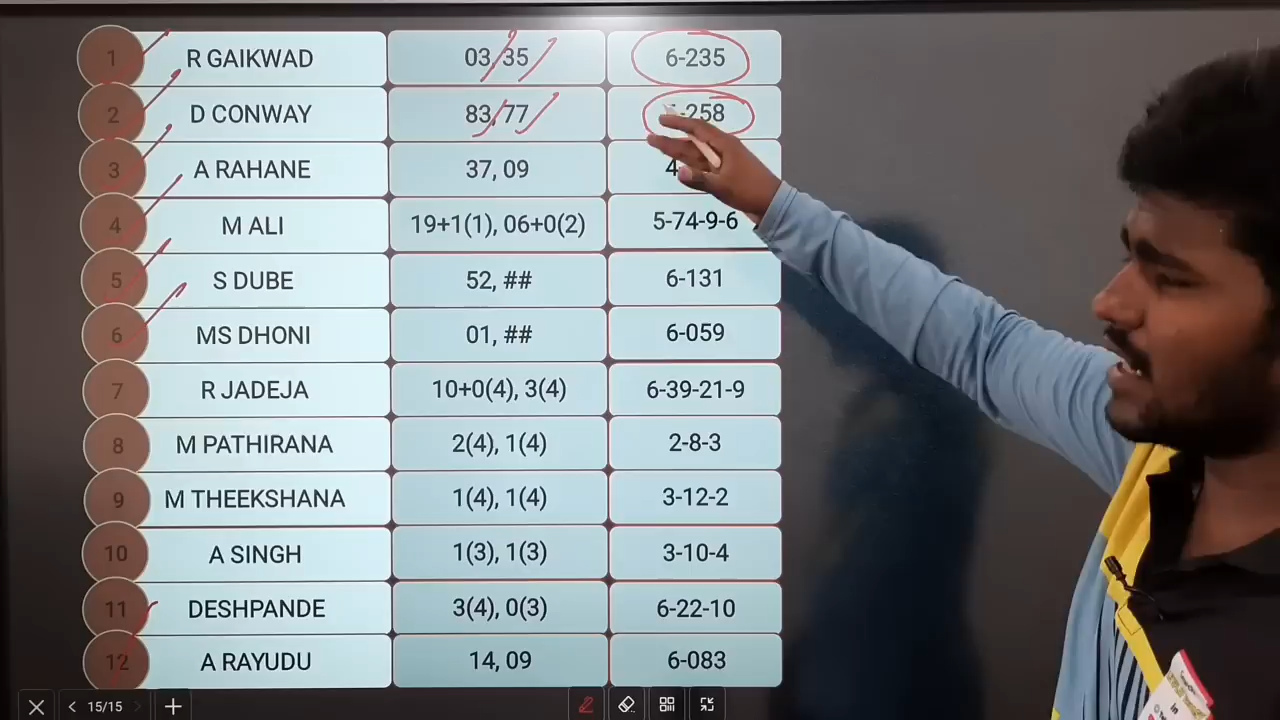 1 R GAIKWAD 03, 35 6-235
2 D CONWAY 83, 77 -258
3 A RAHANE 37, 09 4
4 M ALI 19+1(1), 06+0(2) 5-74-9-6
5 S DUBE 52, ## 6-131
6 MS DHONI 01, ## 6-059
7 R JADEJA 10+0(4), 3(4) 6-39-21-9
8 M PATHIRANA 2(4), 1(4) 2-8-3
9 M THEEKSHANA 1(4), 1(4) 3-12-2
10 A SINGH 1(3), 1(3) 3-10-4
11 DESHPANDE 3(4), 0(3) 6-22-10
12 A RAYUDU 14, 09 6-083
15/15